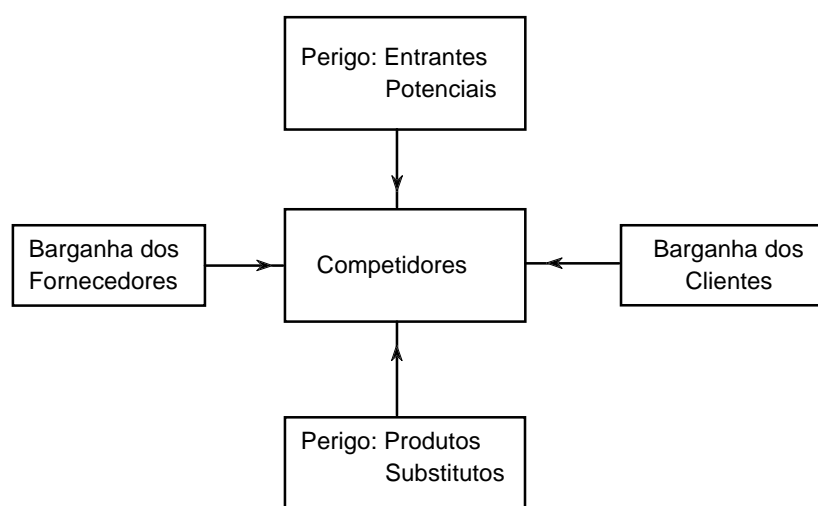 Perigo: Entrantes
Potenciais
Barganha dos
Fornecedores
Competidores
Barganha dos
Clientes
Perigo: Produtos
Substitutos